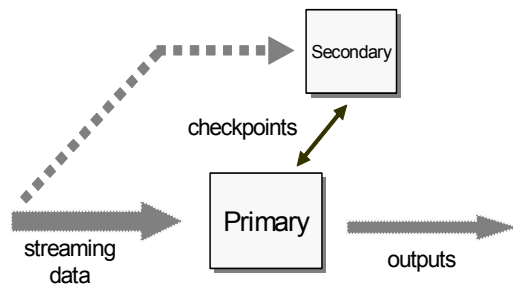 Secondary
checkpoints
Primary
streaming
data
outputs